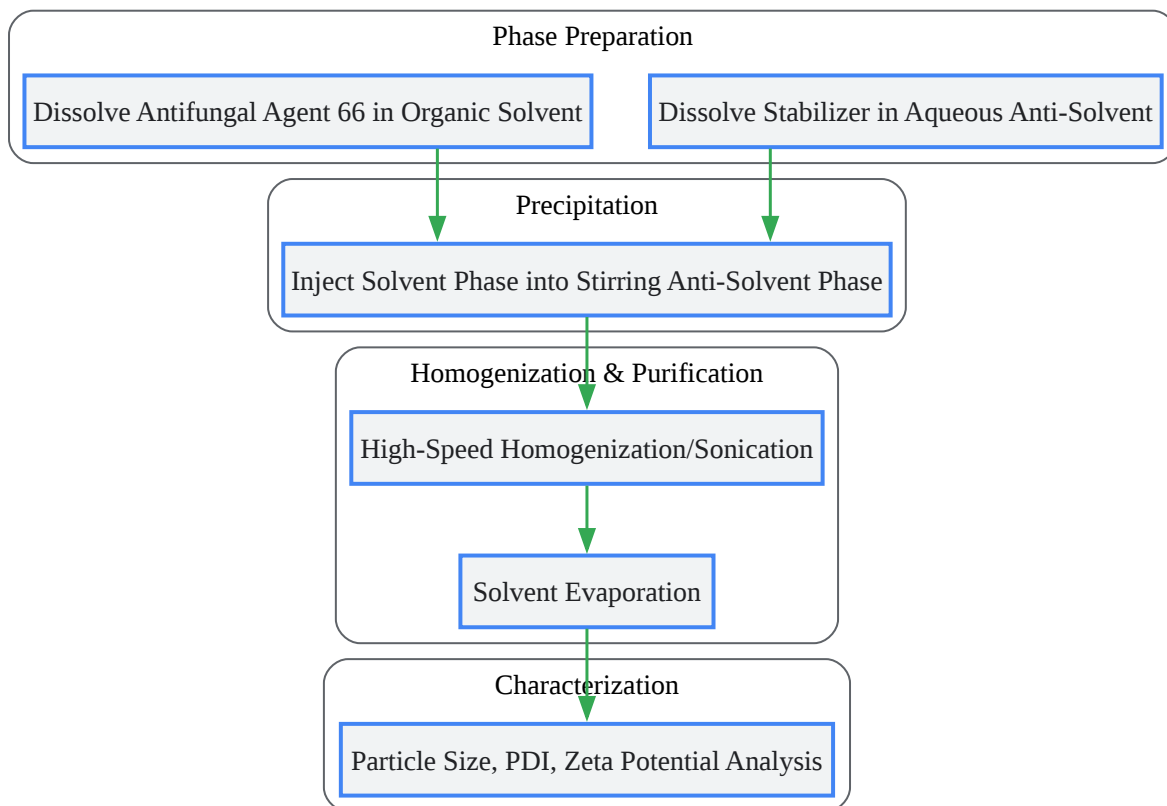 Phase Preparation
Dissolve Antifungal Agent 66 in Organic Solvent
Dissolve Stabilizer in Aqueous Anti-Solvent
Precipitation
Inject Solvent Phase into Stirring Anti-Solvent Phase
Homogenization & Purification
High-Speed Homogenization/Sonication
Solvent Evaporation
Characterization
Particle Size, PDI, Zeta Potential Analysis